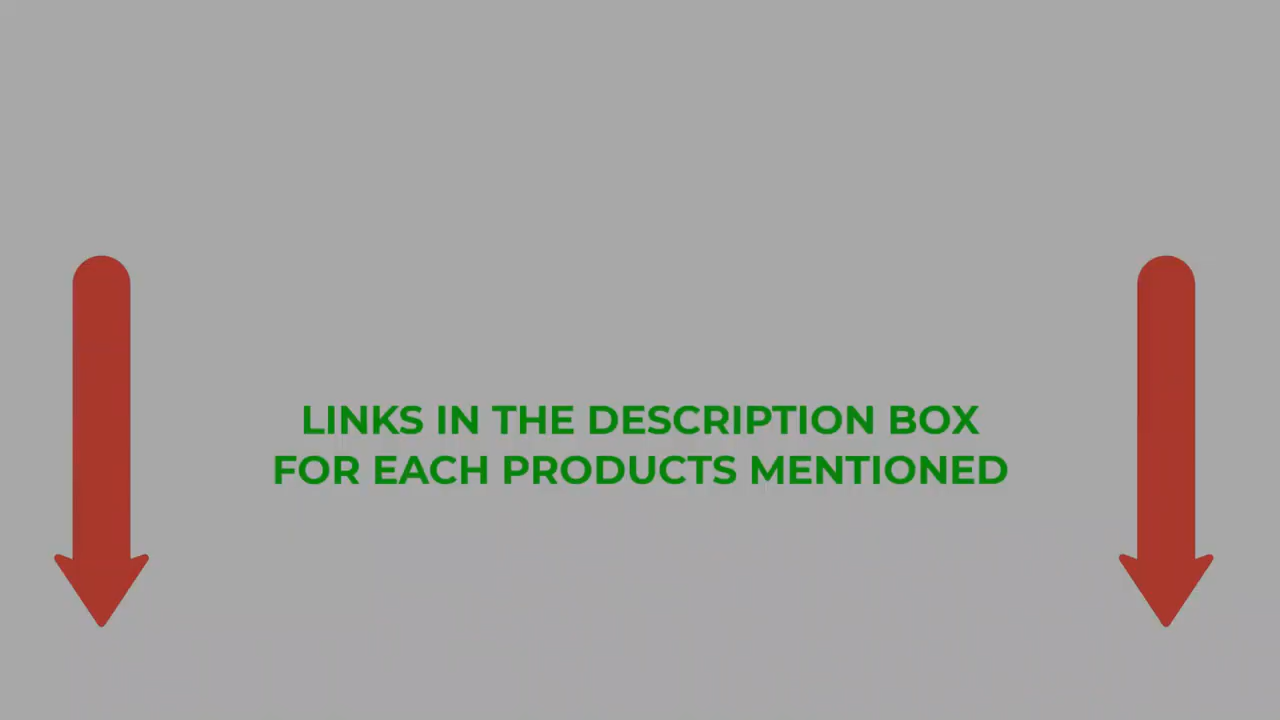 LINKS IN THE DESCRIPTION BOX
FOR EACH PRODUCTS MENTIONED